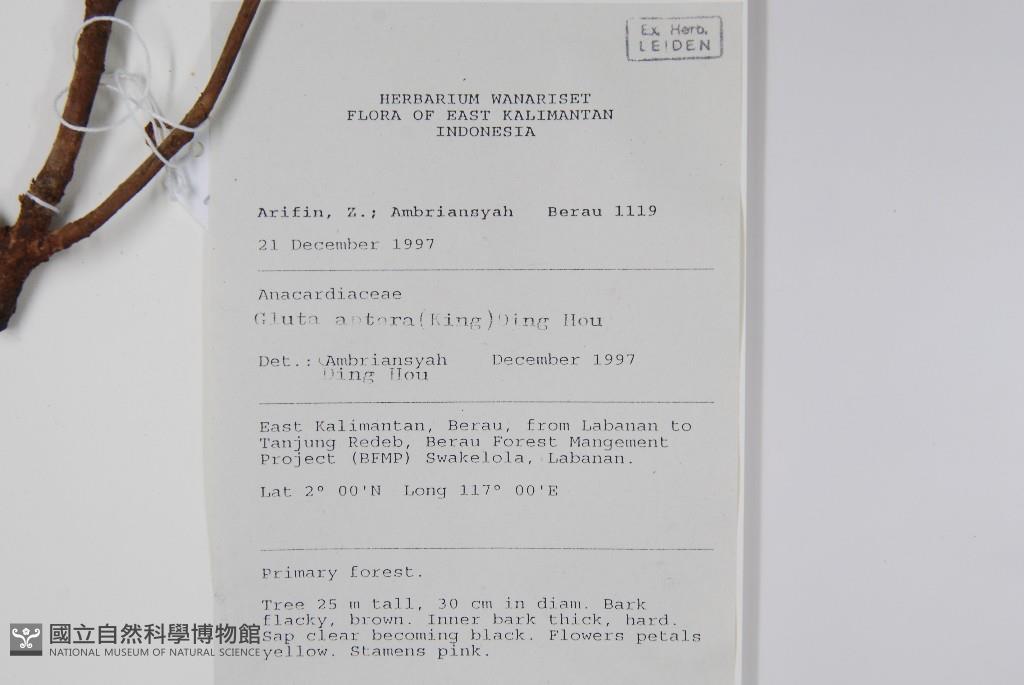 Ex. Herb.
LEIDEN
HERBARIUM WANARISET
FLORA OF EAST KALIMANTAN
INDONESIA
Arifin, Z.; Ambriansyah Berau 1119
21 December 1997
Anacardiaceae
Gluta aptera(King)Ding Hou
Det.: Ambriansyah December 1997
Ding Hou
East Kalimantan, Berau, from Labanan to
Tanjung Redeb, Berau Forest Mangement
Project (BFMP) Swakelola, Labanan.
Lat 2° 00'N Long 117° 00'E
Primary forest.
Tree 25 m tall, 30 cm in diam. Bark
flacky, brown. Inner bark thick, hard.
Sap clear becoming black. Flowers petals
yellow. Stamens pink.
國立自然科學博物館
NATIONAL MUSEUM OF NATURAL SCIENCE